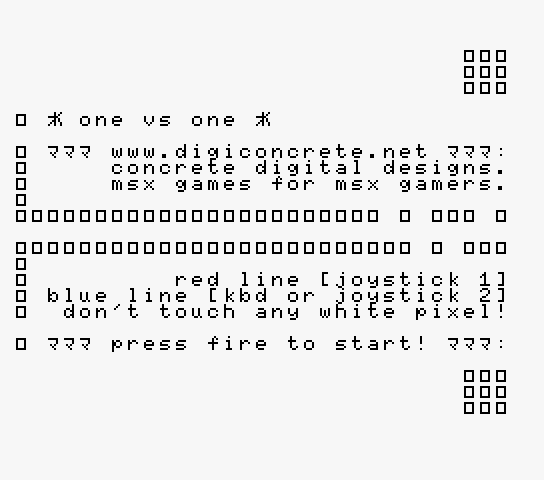 ж one vs one ж
ママママ www.digiconcrete.net ママママ:
concrete digital designs.
msx games for msx gamers.
red line [joystick 1]
blue line [kbd or joystick 2]
don't touch any white pixel!
マママ press fire to start! マママ: